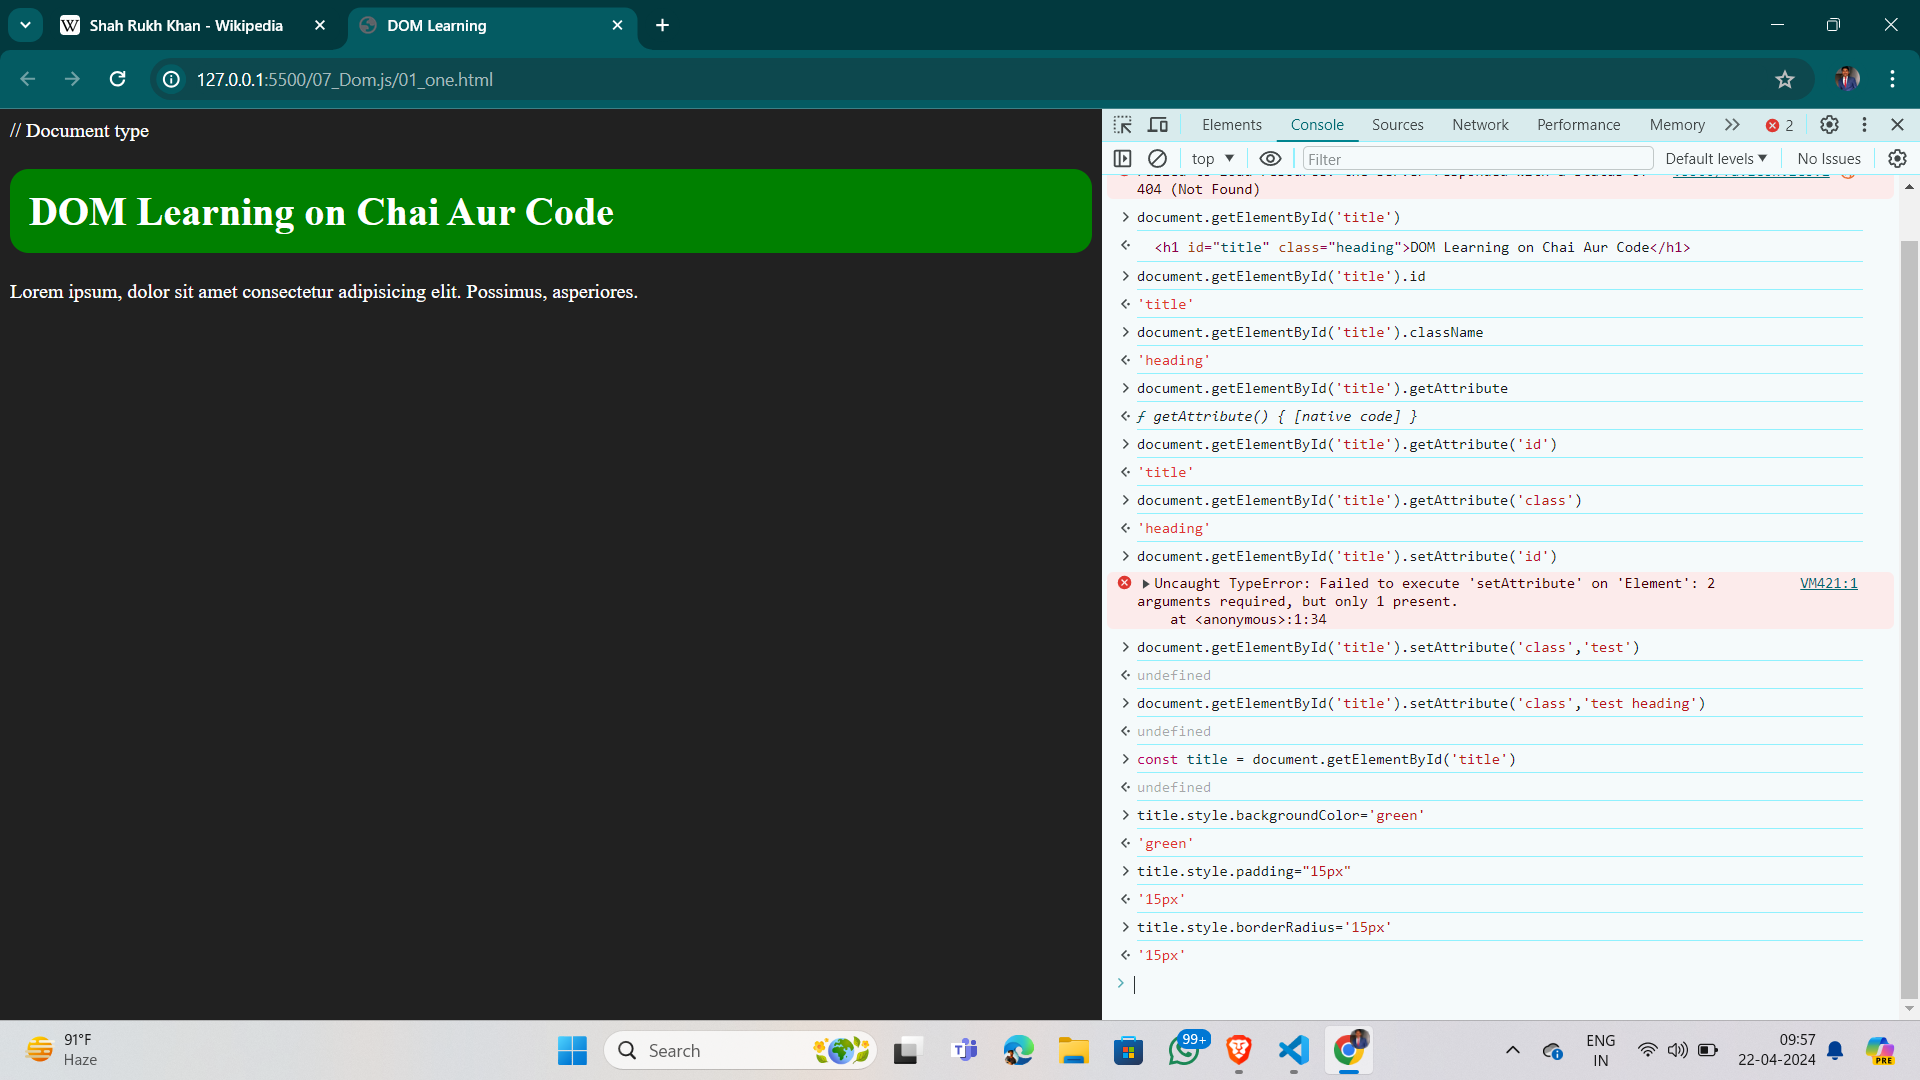 Shah Rukh Khan - Wikipedia
DOM Learning
127.0.0.1:5500/07_Dom.js/01_one.html
// Document type
DOM Learning on Chai Aur Code
Lorem ipsum, dolor sit amet consectetur adipisicing elit. Possimus, asperiores.
Elements Console Sources Network Performance Memory 2
top Filter Default levels No Issues
404 (Not Found)
document.getElementById('title')
<h1 id="title" class="heading">DOM Learning on Chai Aur Code</h1>
document.getElementById('title').id
'title'
document.getElementById('title').className
'heading'
document.getElementById('title').getAttribute
ƒ getAttribute() { [native code] }
document.getElementById('title').getAttribute('id')
'title'
document.getElementById('title').getAttribute('class')
'heading'
document.getElementById('title').setAttribute('id')
Uncaught TypeError: Failed to execute 'setAttribute' on 'Element': 2 VM421:1
arguments required, but only 1 present.
at <anonymous>:1:34
document.getElementById('title').setAttribute('class','test')
undefined
document.getElementById('title').setAttribute('class','test heading')
undefined
const title = document.getElementById('title')
undefined
title.style.backgroundColor='green'
'green'
title.style.padding="15px"
'15px'
title.style.borderRadius='15px'
'15px'
91°F
Haze
Search
99+
ENG
IN
09:57
22-04-2024
PRE